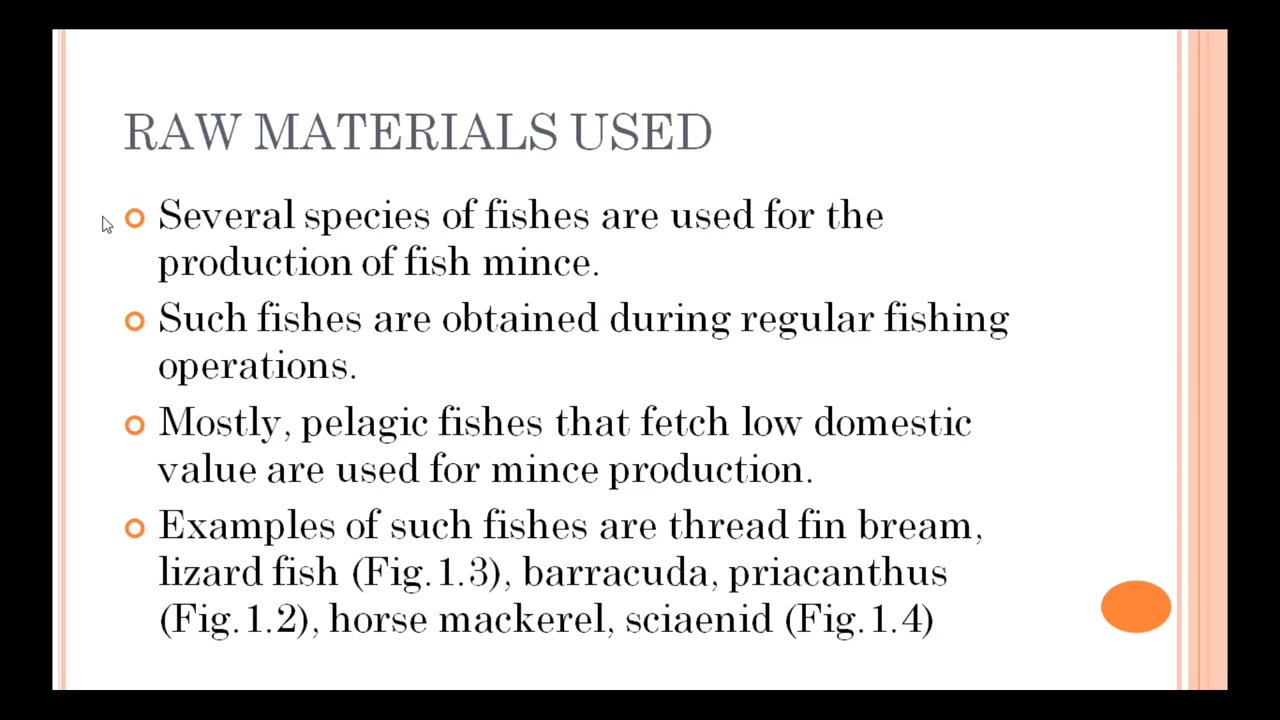 RAW MATERIALS USED
Several species of fishes are used for the
production of fish mince.
Such fishes are obtained during regular fishing
operations.
Mostly, pelagic fishes that fetch low domestic
value are used for mince production.
Examples of such fishes are thread fin bream,
lizard fish (Fig.1.3), barracuda, priacanthus
(Fig.1.2), horse mackerel, sciaenid (Fig.1.4)